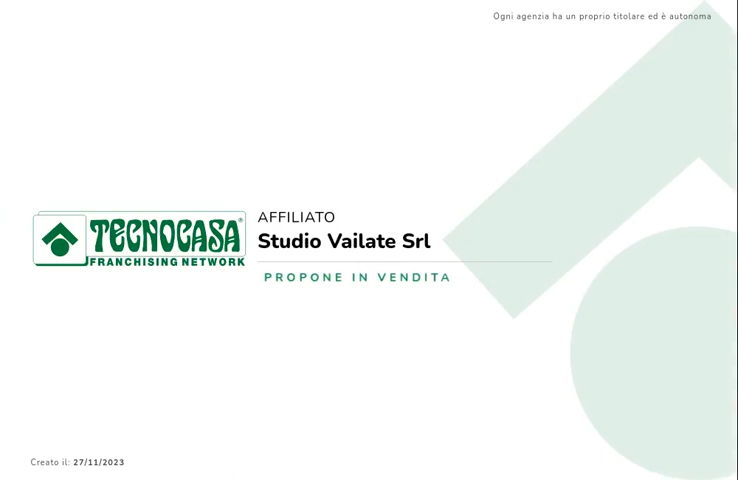 Ogni agenzia ha un proprio titolare ed è autonoma
AFFILIATO
TECNOCASA®
Studio Vailate Srl
FRANCHISING NETWORK
PROPONE IN VENDITA
Creato il: 27/11/2023